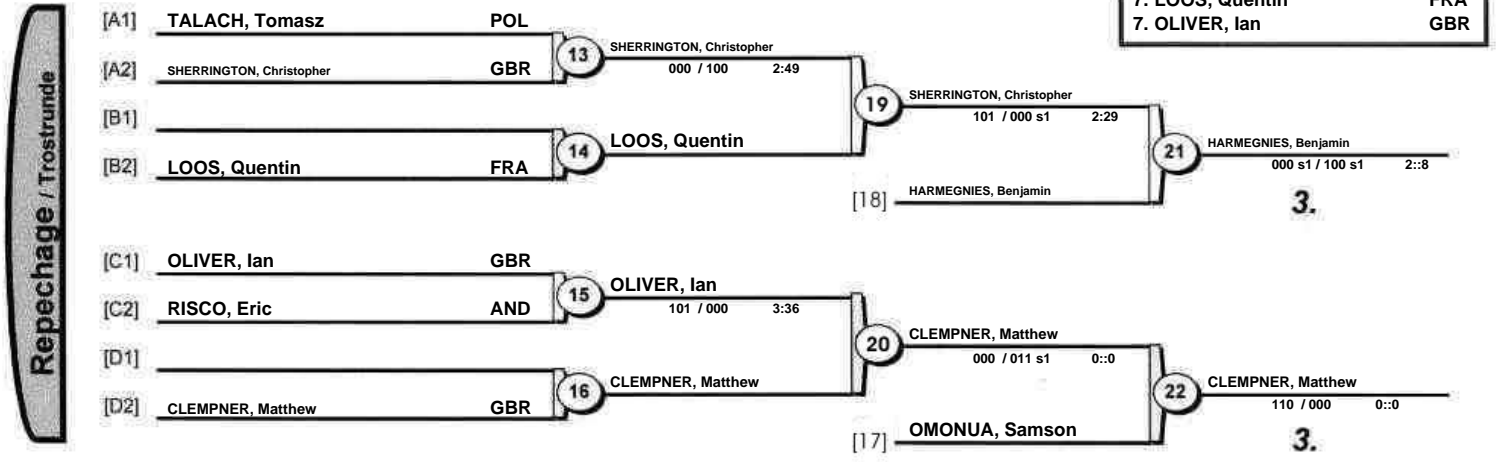 7. LOOS, Quentin FRA
7. OLIVER, Ian GBR
Repechage / Trostrunde
[A1] TALACH, Tomasz POL
[A2] SHERRINGTON, Christopher GBR
13
SHERRINGTON, Christopher
000 / 100 2:49
[B1]
[B2] LOOS, Quentin FRA
14
LOOS, Quentin
19
SHERRINGTON, Christopher
101 / 000 s1 2:29
[18] HARMEGNIES, Benjamin
21
HARMEGNIES, Benjamin
000 s1 / 100 s1 2::8
3.
[C1] OLIVER, Ian GBR
[C2] RISCO, Eric AND
15
OLIVER, Ian
101 / 000 3:36
[D1]
[D2] CLEMPNER, Matthew GBR
16
CLEMPNER, Matthew
20
CLEMPNER, Matthew
000 / 011 s1 0::0
[17] OMONUA, Samson
22
CLEMPNER, Matthew
110 / 000 0::0
3.